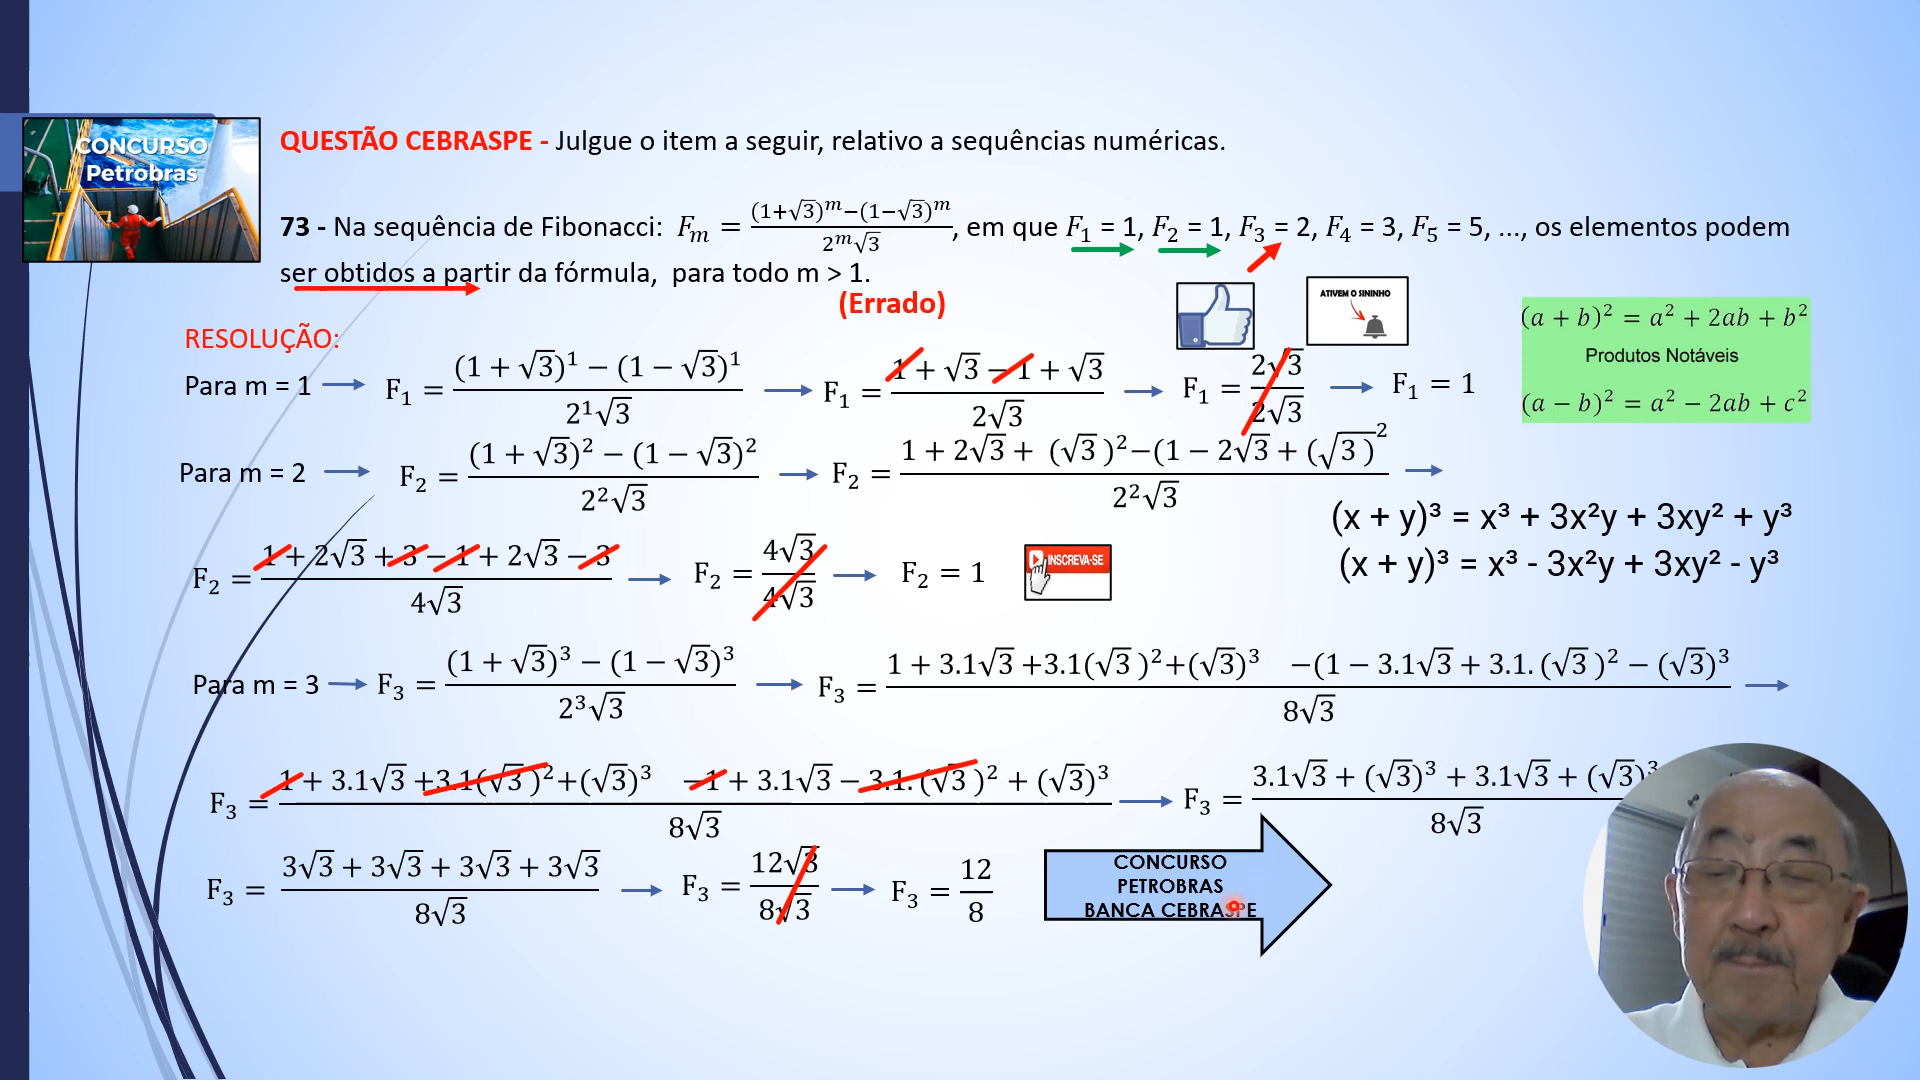 CONCURSO
Petrobras
QUESTÃO CEBRASPE - Julgue o item a seguir, relativo a sequências numéricas.
73 - Na sequência de Fibonacci: F_m = ((1+√3)^m−(1−√3)^m)/(2^m√3), em que F₁ = 1, F₂ = 1, F₃ = 2, F₄ = 3, F₅ = 5, ..., os elementos podem
ser obtidos a partir da fórmula, para todo m > 1.
(Errado)
ATIVEM O SININHO
(a + b)² = a² + 2ab + b²
Produtos Notáveis
(a − b)² = a² − 2ab + c²
RESOLUÇÃO:
Para m = 1 → F₁ = ((1 + √3)¹ − (1 − √3)¹)/(2¹√3) → F₁ = (1 + √3 − 1 + √3)/(2√3) → F₁ = (2√3)/(2√3) → F₁ = 1
Para m = 2 → F₂ = ((1 + √3)² − (1 − √3)²)/(2²√3) → F₂ = (1 + 2√3 + (√3)²−(1 − 2√3 + (√3)²)/(2²√3) →
(x + y)³ = x³ + 3x²y + 3xy² + y³
(x + y)³ = x³ - 3x²y + 3xy² - y³
F₂ = (1 + 2√3 + 3 − 1 + 2√3 − 3)/(4√3) → F₂ = (4√3)/(4√3) → F₂ = 1
INSCREVA-SE
Para m = 3 → F₃ = ((1 + √3)³ − (1 − √3)³)/(2³√3) → F₃ = (1 + 3.1√3 +3.1(√3)²+(√3)³ −(1 − 3.1√3 + 3.1.(√3)² − (√3)³)/(8√3) →
F₃ = (1 + 3.1√3 +3.1(√3)²+(√3)³ −1 + 3.1√3 − 3.1.(√3)² + (√3)³)/(8√3) → F₃ = (3.1√3 + (√3)³ + 3.1√3 + (√3)³)/(8√3)
F₃ = (3√3 + 3√3 + 3√3 + 3√3)/(8√3) → F₃ = (12√3)/(8√3) → F₃ = 12/8
CONCURSO
PETROBRAS
BANCA CEBRASPE